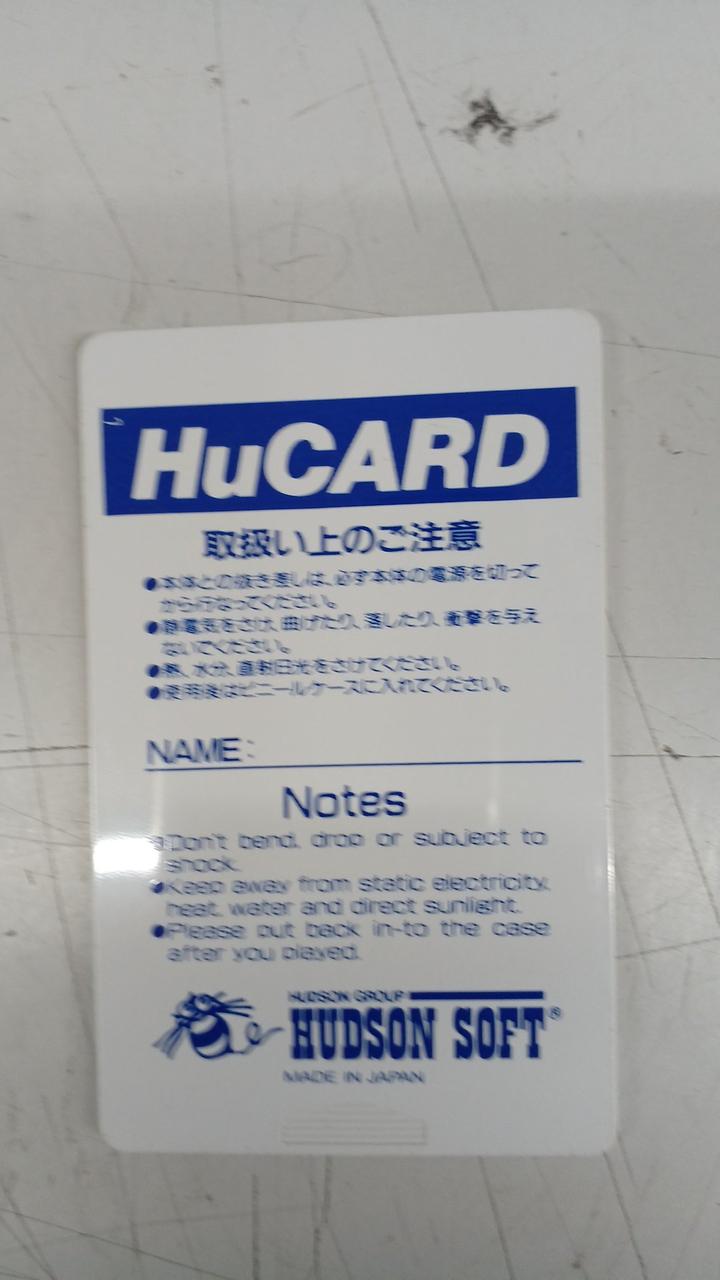 HuCARD
取扱い上のご注意
●本体との抜き差しは、必ず本体の電源を切って
から行なってください。
●静電気をさけ、曲げたり、落したり、衝撃を与え
ないでください。
●熱、水分、直射日光をさけてください。
●使用後はビニールケースに入れてください。
NAME:
Notes
●Don't bend, drop or subject to
shock.
●Keep away from static electricity,
heat, water and direct sunlight.
●Please put back in-to the case
after you played.
HUDSON GROUP
HUDSON SOFT®
MADE IN JAPAN